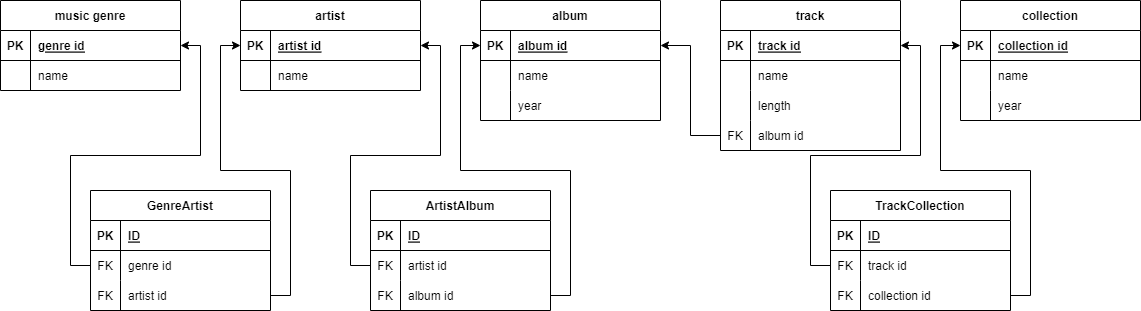 music genre
PK genre id
name
artist
PK artist id
name
album
PK album id
name
year
track
PK track id
name
length
FK album id
collection
PK collection id
name
year
GenreArtist
PK ID
FK genre id
FK artist id
ArtistAlbum
PK ID
FK artist id
FK album id
TrackCollection
PK ID
FK track id
FK collection id